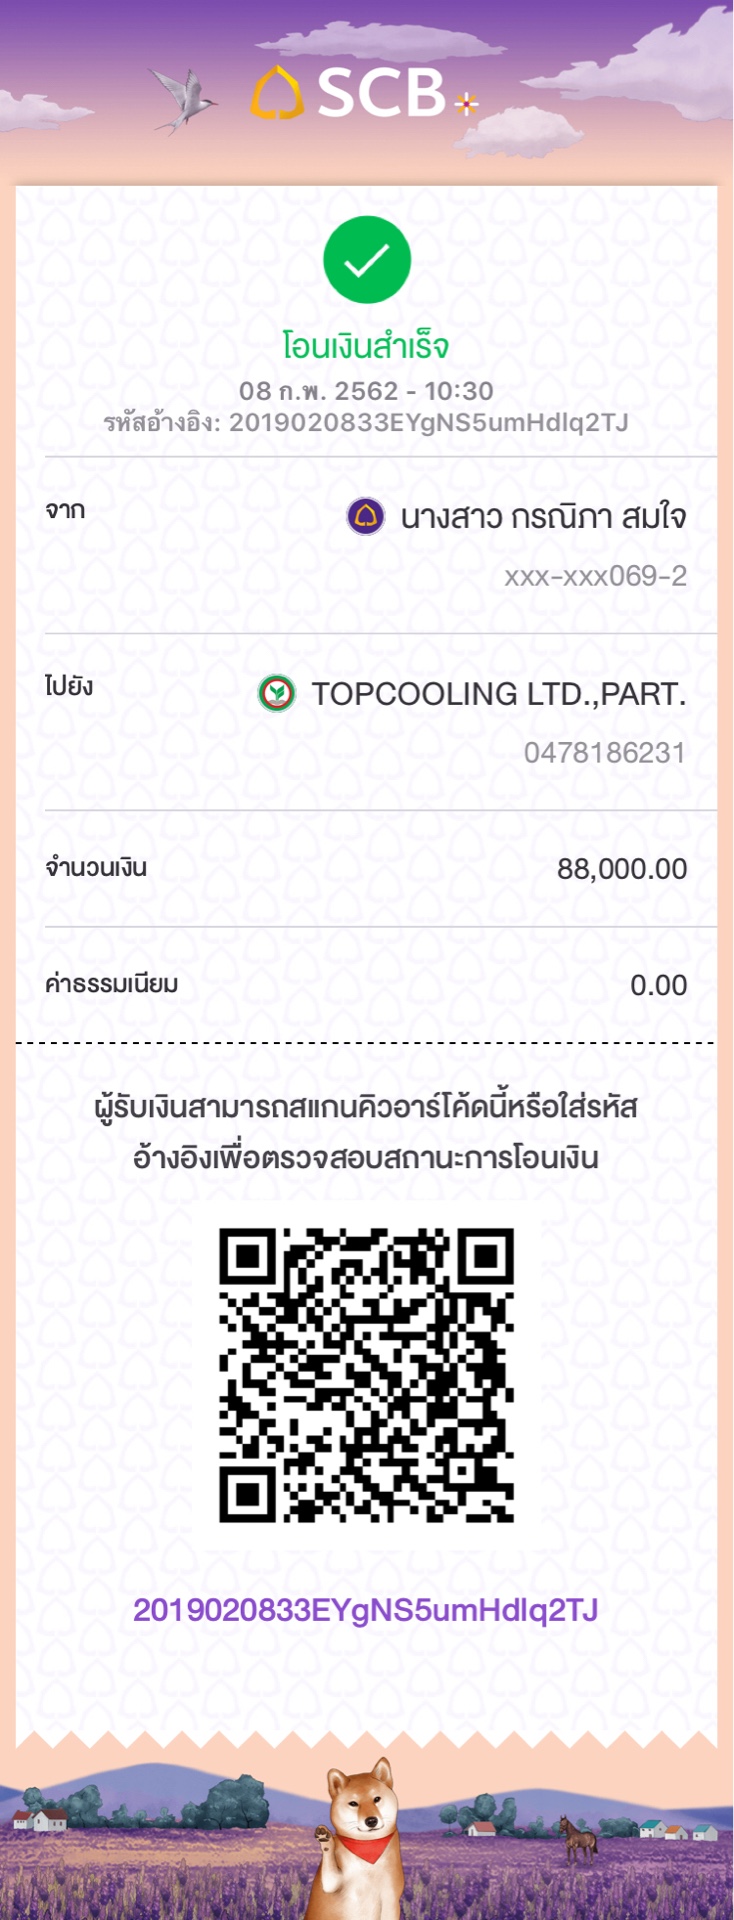 SCB
โอนเงินสำเร็จ
08 ก.พ. 2562 - 10:30
รหัสอ้างอิง: 2019020833EYgNS5umHdlq2TJ
จาก
นางสาว กรณิภา สมใจ
xxx-xxx069-2
ไปยัง
TOPCOOLING LTD.,PART.
0478186231
จำนวนเงิน
88,000.00
ค่าธรรมเนียม
0.00
ผู้รับเงินสามารถสแกนคิวอาร์โค้ดนี้หรือใส่รหัส
อ้างอิงเพื่อตรวจสอบสถานะการโอนเงิน
2019020833EYgNS5umHdlq2TJ